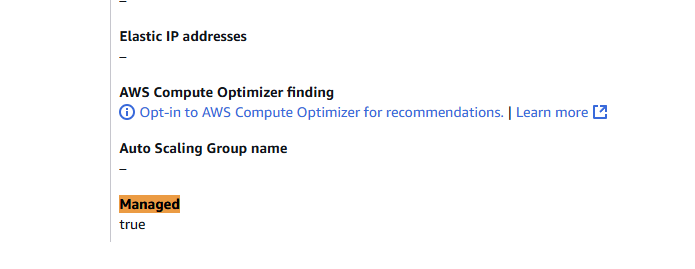 –
Elastic IP addresses
–
AWS Compute Optimizer finding
Opt-in to AWS Compute Optimizer for recommendations. | Learn more
Auto Scaling Group name
–
Managed
true